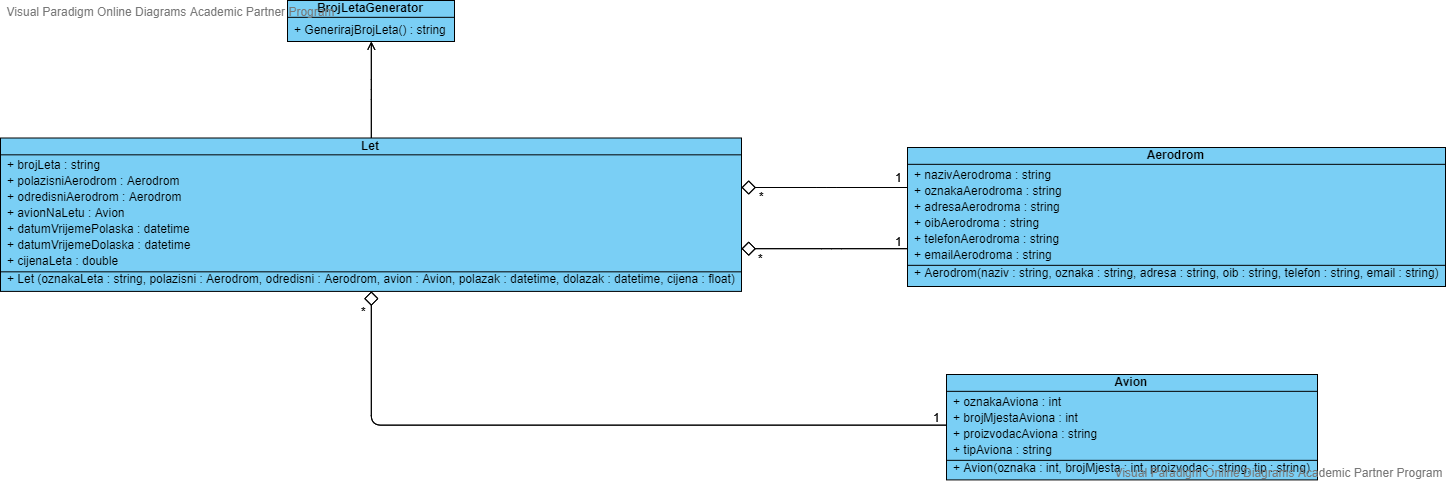 Visual Paradigm Online Diagrams Academic Partner Program
BrojLetaGenerator
+ GenerirajBrojLeta() : string
Let
+ brojLeta : string
+ polazisniAerodrom : Aerodrom
+ odredisniAerodrom : Aerodrom
+ avionNaLetu : Avion
+ datumVrijemePolaska : datetime
+ datumVrijemeDolaska : datetime
+ cijenaLeta : double
+ Let (oznakaLeta : string, polazisni : Aerodrom, odredisni : Aerodrom, avion : Avion, polazak : datetime, dolazak : datetime, cijena : float)
1
*
1
*
Aerodrom
+ nazivAerodroma : string
+ oznakaAerodroma : string
+ adresaAerodroma : string
+ oibAerodroma : string
+ telefonAerodroma : string
+ emailAerodroma : string
+ Aerodrom(naziv : string, oznaka : string, adresa : string, oib : string, telefon : string, email : string)
*
1
Avion
+ oznakaAviona : int
+ brojMjestaAviona : int
+ proizvodacAviona : string
+ tipAviona : string
+ Avion(oznaka : int, brojMjesta : int, proizvodac : string, tip : string)
Visual Paradigm Online Diagrams Academic Partner Program